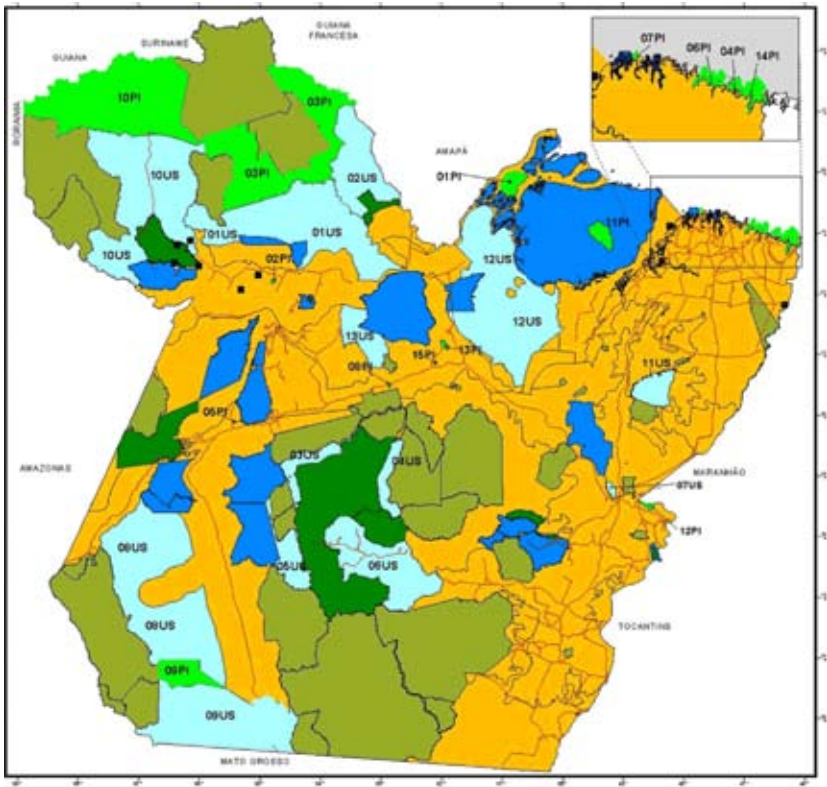 GUIANA
FRANCESA
SURINAME
GUIANA
07PI
06PI
04PI
14PI
10PI
03PI
RORAIMA
AMAPÁ
03PI
10US
02US
01PI
11PI
01US
01US
10US
12US
02PI
12US
13US
15PI
13PI
08PI
11US
05PI
AMAZONAS
03US
04US
MARANHÃO
07US
12PI
08US
05US
06US
08US
TOCANTINS
09PI
09US
MATO GROSSO